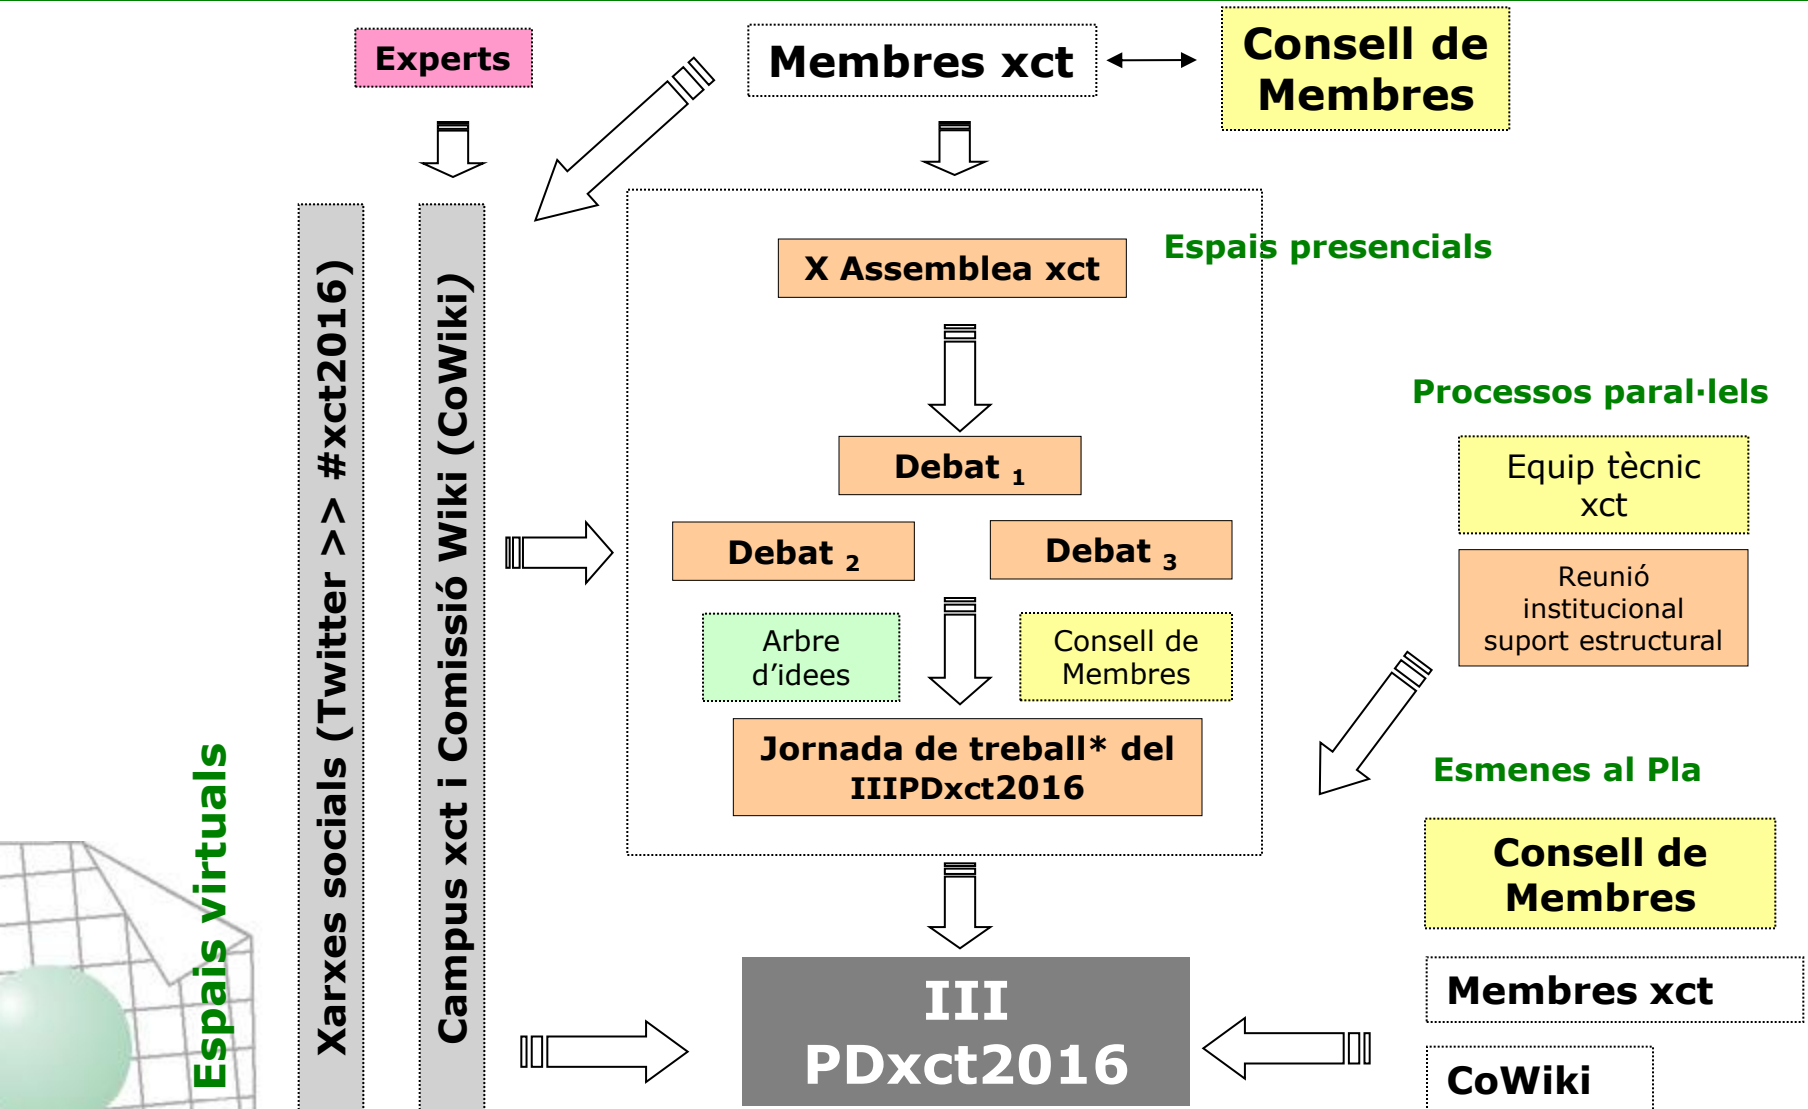 Experts
Membres xct
Consell de
Membres
Espais presencials
X Assemblea xct
Debat 1
Debat 2
Debat 3
Arbre
d’idees
Consell de
Membres
Jornada de treball* del
IIIPDxct2016
III
PDxct2016
Espais virtuals
Xarxes socials (Twitter >> #xct2016)
Campus xct i Comissió Wiki (CoWiki)
Processos paral·lels
Equip tècnic
xct
Reunió
institucional
suport estructural
Esmenes al Pla
Consell de
Membres
Membres xct
CoWiki